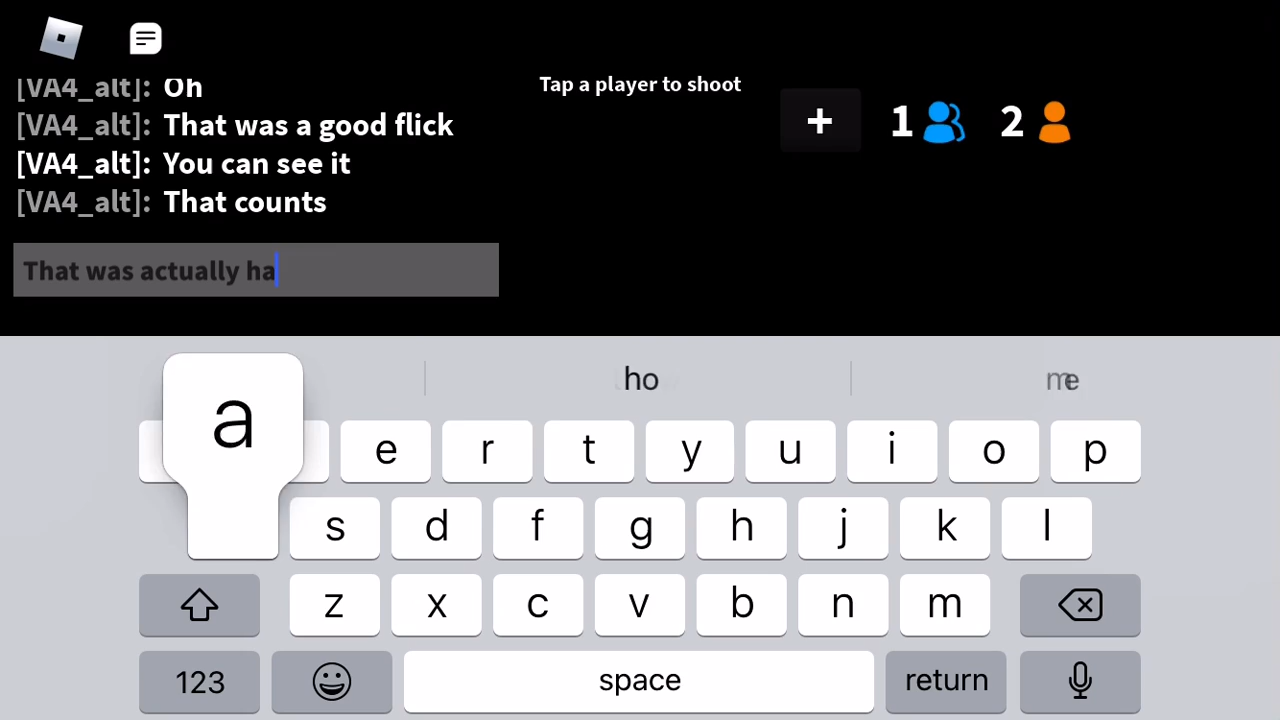 [VA4_alt]: Oh
[VA4_alt]: That was a good flick
[VA4_alt]: You can see it
[VA4_alt]: That counts
Tap a player to shoot
+ 1 2
That was actually ha
ho me
a e r t y u i o p
s d f g h j k l
z x c v b n m
123 space return